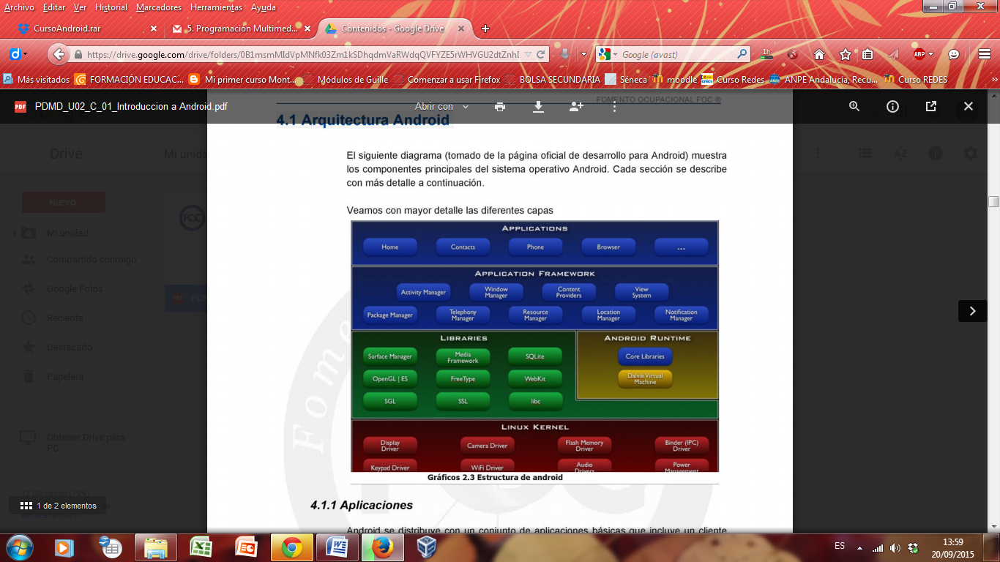 Archivo Editar Ver Historial Marcadores Herramientas Ayuda
CursoAndroid.rar
5. Programación Multimed...
Contenidos - Google Drive
https://drive.google.com/drive/folders/0B1msmMIdVpMNfk03Zm1kSDhqdmVaRWdqQVFYZE5rWHVGU2dtZnhl
Google (avast)
1h
ABP
Más visitados FORMACIÓN EDUCAC... Mi primer curso Mont... Módulos de Guille Comenzar a usar Firefox BOLSA SECUNDARIA Séneca moodle Curso Redes ANPE Andalucía, Recu... Curso REDES
FOMENTO OCUPACIONAL FOC ®
PDF PDMD_U02_C_01_Introduccion a Android.pdf
Abrir con
4.1 Arquitectura Android
Drive
Mi unida
NUEVO
Mi unidad
Compartido conmigo
Google Fotos
Reciente
Destacado
Papelera
Obtener Drive para
PC
FOC
PDF
El siguiente diagrama (tomado de la página oficial de desarrollo para Android) muestra
los componentes principales del sistema operativo Android. Cada sección se describe
con más detalle a continuación.
Veamos con mayor detalle las diferentes capas
APPLICATIONS
Home Contacts Phone Browser ...
APPLICATION FRAMEWORK
Activity Manager
Window
Manager
Content
Providers
View
System
Package Manager
Telephony
Manager
Resource
Manager
Location
Manager
Notification
Manager
LIBRARIES
Surface Manager
Media
Framework
SQLite
OpenGL | ES FreeType WebKit
SGL SSL libc
ANDROID RUNTIME
Core Libraries
Dalvik Virtual
Machine
LINUX KERNEL
Display
Driver
Camera Driver
Flash Memory
Driver
Binder (IPC)
Driver
Keypad Driver
WiFi Driver
Audio
Drivers
Power
Management
Gráficos 2.3 Estructura de android
4.1.1 Aplicaciones
Android se distribuye con un conjunto de aplicaciones básicas que incluye un cliente
1 de 2 elementos
ES
13:59
20/09/2015